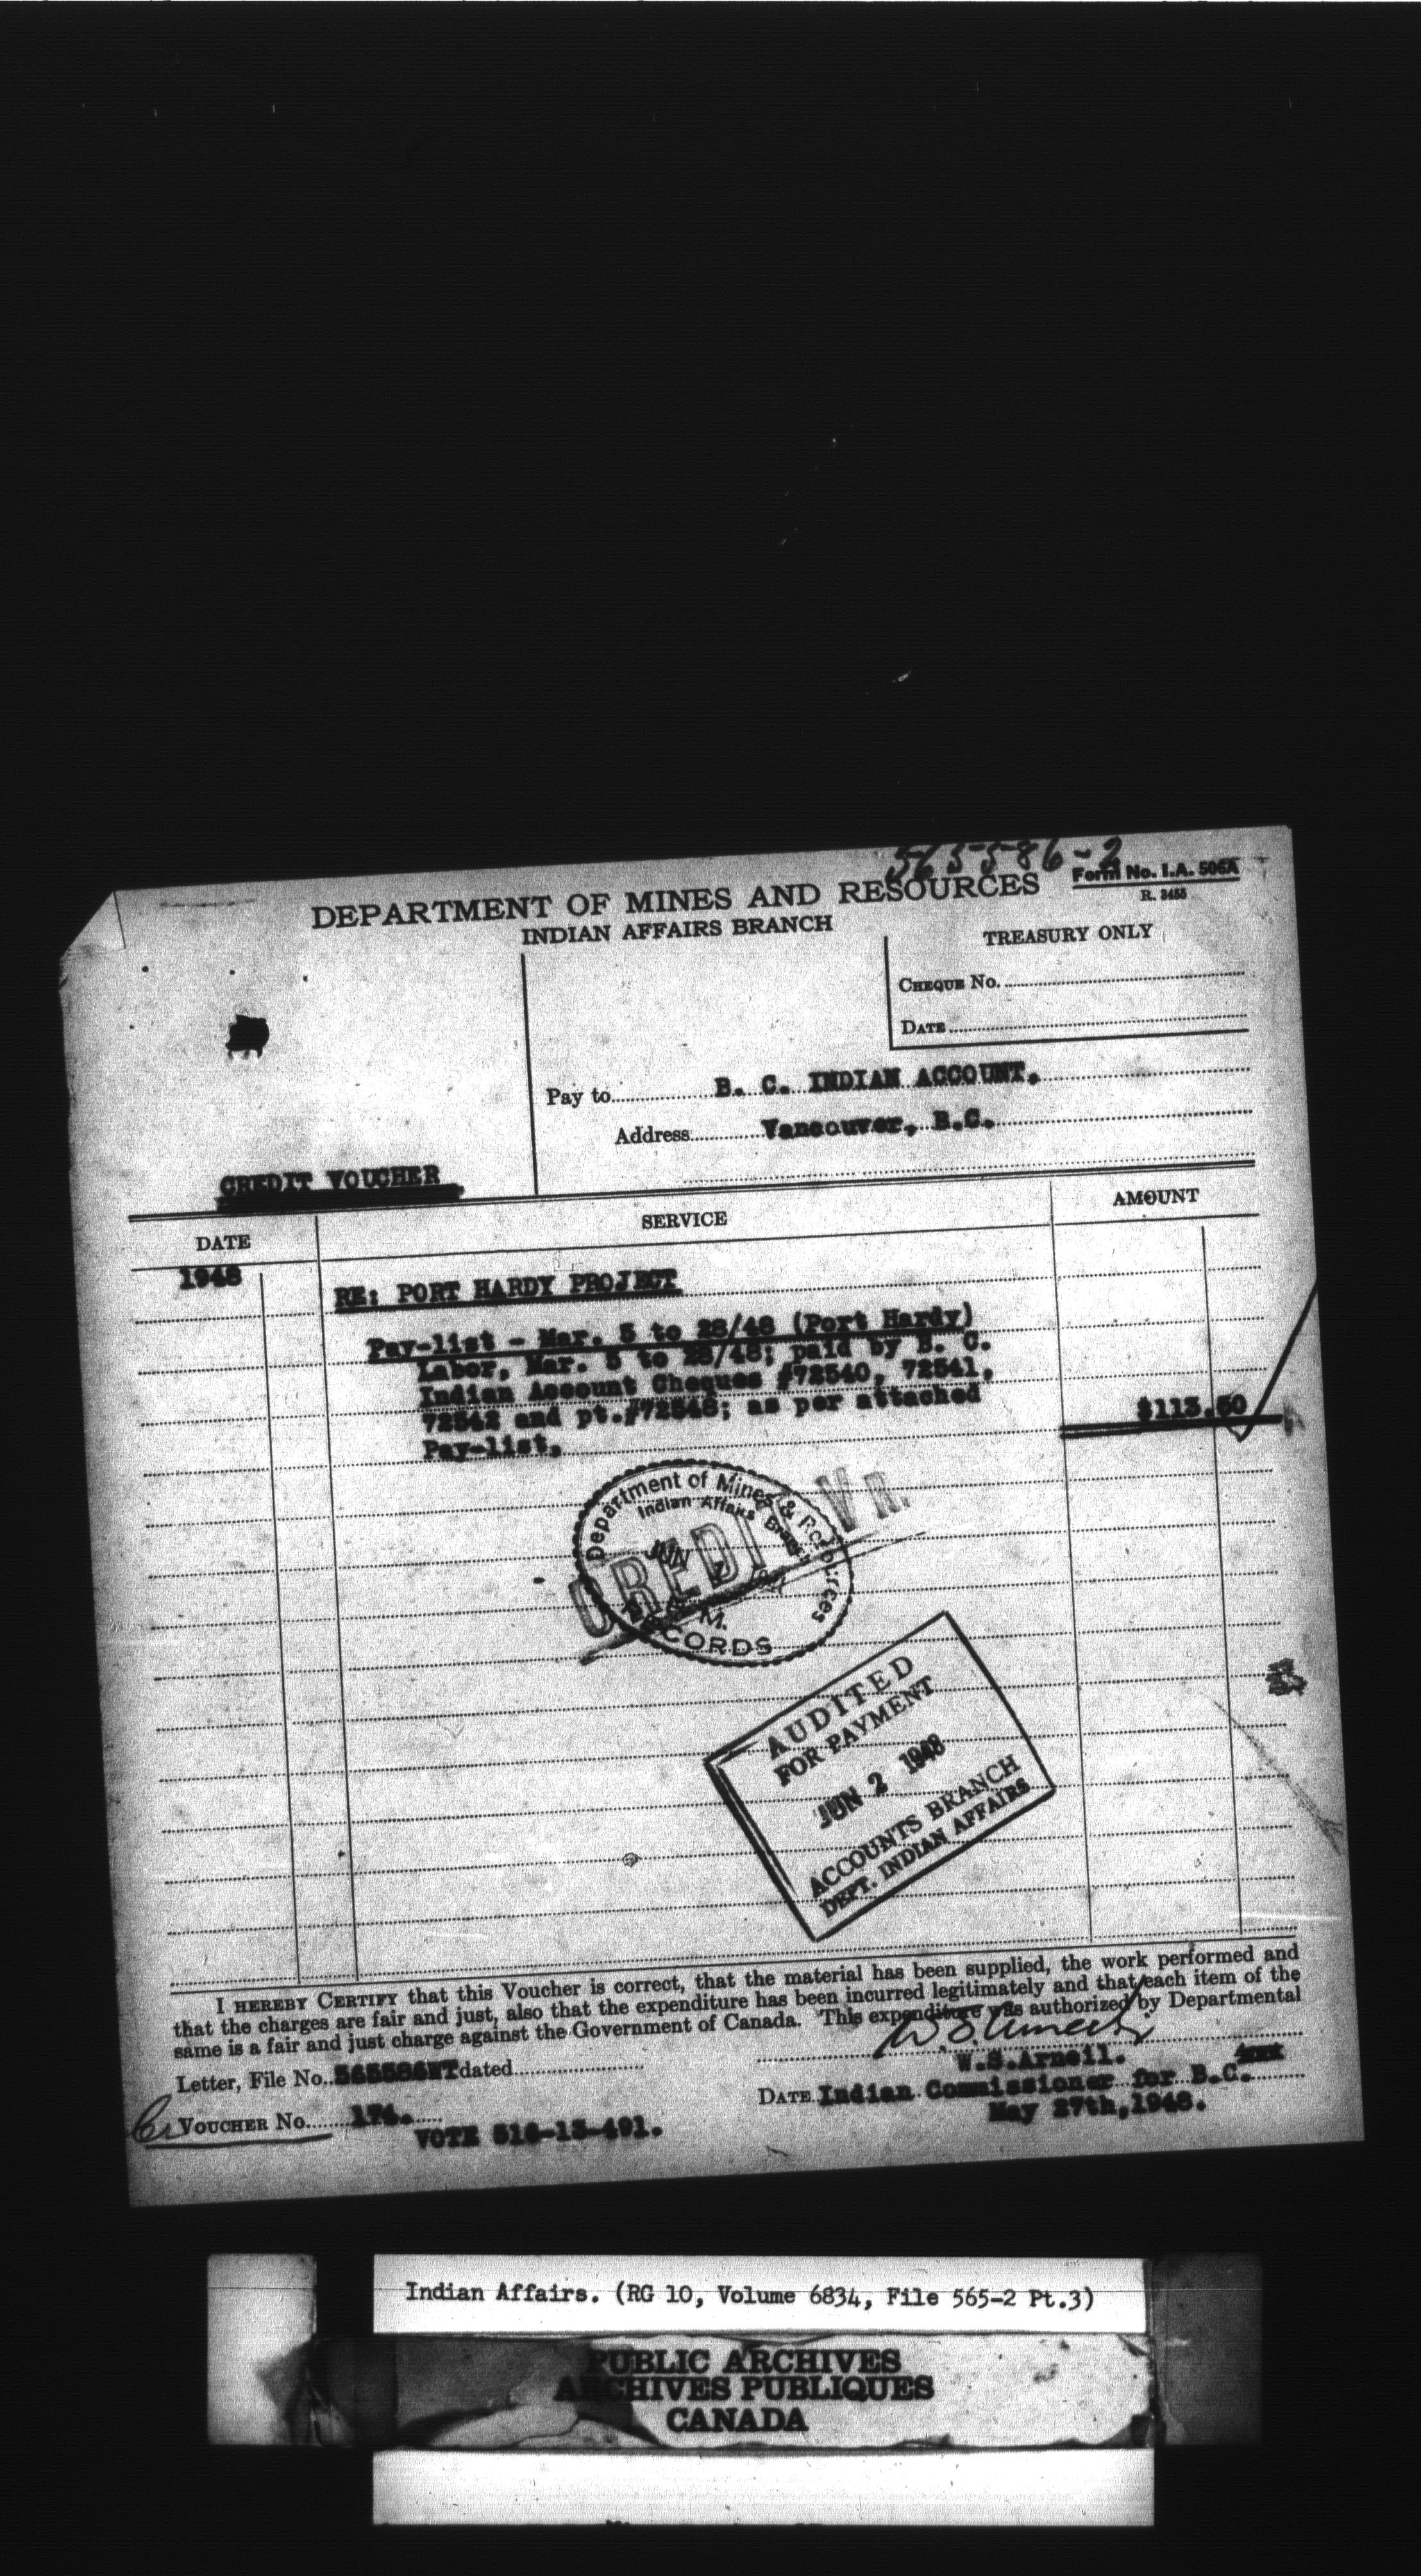 565586-2
Form No. I.A. 506A
R. 3455
DEPARTMENT OF MINES AND RESOURCES
INDIAN AFFAIRS BRANCH
TREASURY ONLY
CHEQUE No.
DATE
Pay to B. C. INDIAN ACCOUNT.
Address Vancouver, B.C.
CREDIT VOUCHER
DATE SERVICE AMOUNT
1948
RE: PORT HARDY PROJECT
Pay-list - Mar. 5 to 28/48 (Port Hardy)
Labor, Mar. 5 to 28/48; paid by B. C.
Indian Account Cheques #72540, 72541,
72542 and pt.#72548; as per attached
Pay-list.
$113.50
Department of Mines & Resources
Indian Affairs Branch
JUN
RECORDS
CREDIT VR.
AUDITED
FOR PAYMENT
JUN 2 1948
ACCOUNTS BRANCH
DEPT. INDIAN AFFAIRS
I HEREBY CERTIFY that this Voucher is correct, that the material has been supplied, the work performed and
that the charges are fair and just, also that the expenditure has been incurred legitimately and that each item of the
same is a fair and just charge against the Government of Canada. This expenditure was authorized by Departmental
Letter, File No. 565586WT dated
W.S.Arneil.
DATE Indian Commissioner for B.C.
May 27th,1948.
VOUCHER No. 174.
VOTE 516-13-491.
Indian Affairs. (RG 10, Volume 6834, File 565-2 Pt.3)
PUBLIC ARCHIVES
ARCHIVES PUBLIQUES
CANADA